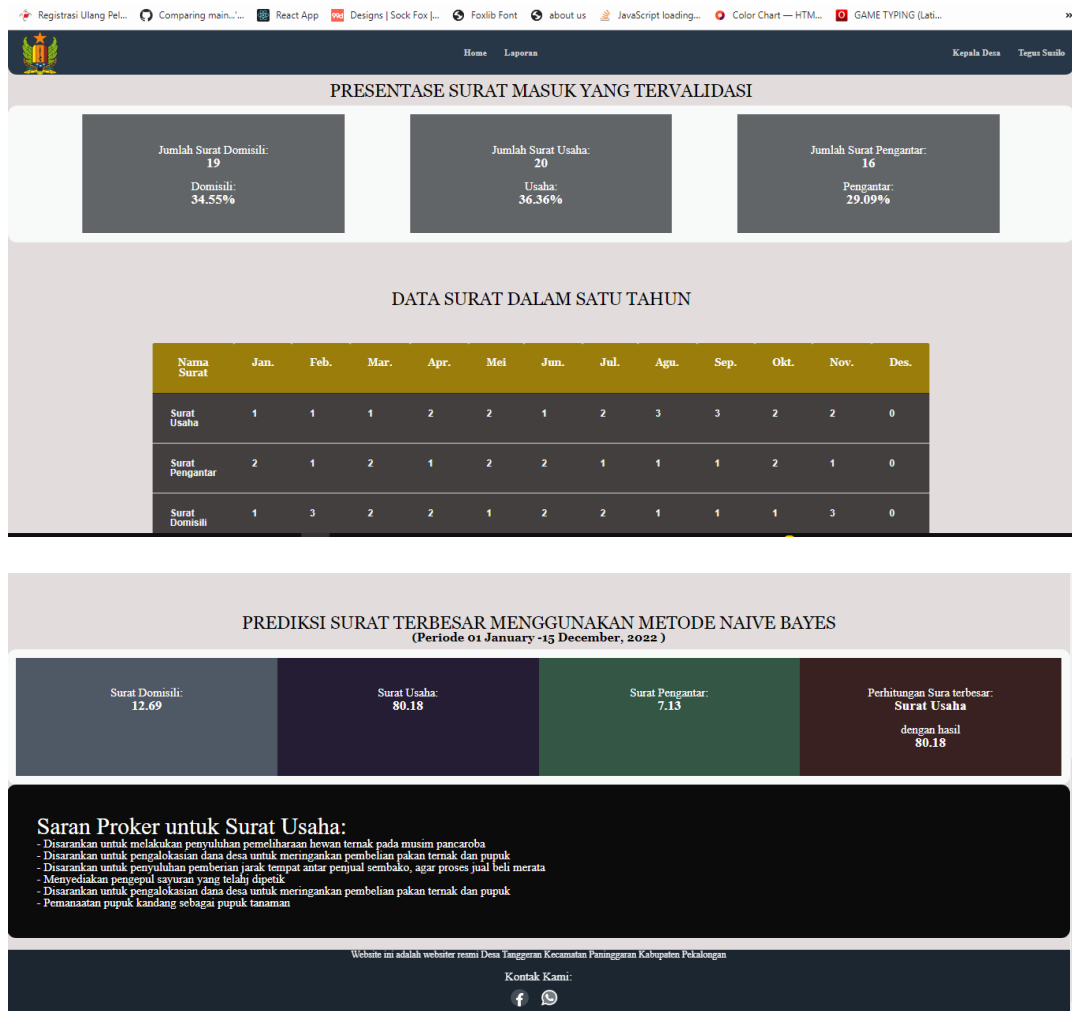 Registrasi Ulang Pel... Comparing main...'... React App Designs | Sock Fox |... Foxlib Font about us JavaScript loading... Color Chart — HTM... GAME TYPING (Lati... »
Home Laporan Kepala Desa Tegus Susilo
PRESENTASE SURAT MASUK YANG TERVALIDASI
Jumlah Surat Domisili: Jumlah Surat Usaha: Jumlah Surat Pengantar:
19 20 16
Domisili: Usaha: Pengantar:
34.55% 36.36% 29.09%
DATA SURAT DALAM SATU TAHUN
Nama Surat Jan. Feb. Mar. Apr. Mei Jun. Jul. Agu. Sep. Okt. Nov. Des.
Surat Usaha 1 1 1 2 2 1 2 3 3 2 2 0
Surat Pengantar 2 1 2 1 2 2 1 1 1 2 1 0
Surat Domisili 1 3 2 2 1 2 2 1 1 1 3 0
PREDIKSI SURAT TERBESAR MENGGUNAKAN METODE NAIVE BAYES
(Periode 01 January -15 December, 2022 )
Surat Domisili: Surat Usaha: Surat Pengantar: Perhitungan Sura terbesar:
12.69 80.18 7.13 Surat Usaha
dengan hasil
80.18
Saran Proker untuk Surat Usaha:
- Disarankan untuk melakukan penyuluhan pemeliharaan hewan ternak pada musim pancaroba
- Disarankan untuk pengalokasian dana desa untuk meringankan pembelian pakan ternak dan pupuk
- Disarankan untuk penyuluhan pemberian jarak tempat antar penjual sembako, agar proses jual beli merata
- Menyediakan pengepul sayuran yang telahj dipetik
- Disarankan untuk pengalokasian dana desa untuk meringankan pembelian pakan ternak dan pupuk
- Pemanaatan pupuk kandang sebagai pupuk tanaman
Website ini adalah websiter resmi Desa Tanggeran Kecamatan Paninggaran Kabupaten Pekalongan
Kontak Kami: